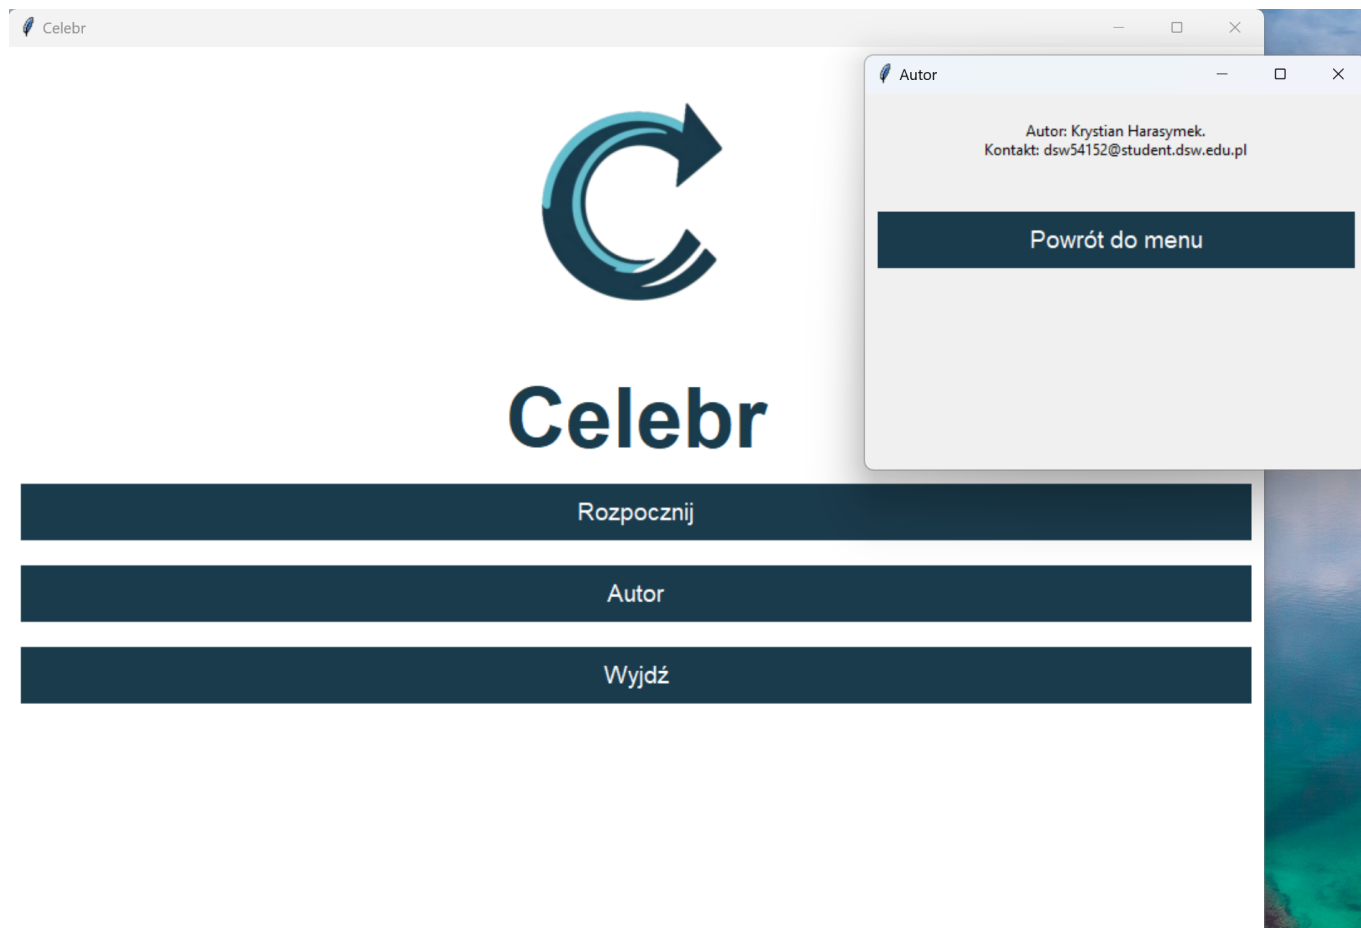 Celebr
Autor
Autor: Krystian Harasymek.
Kontakt: dsw54152@student.dsw.edu.pl
Powrót do menu
Celebr
Rozpocznij
Autor
Wyjdź